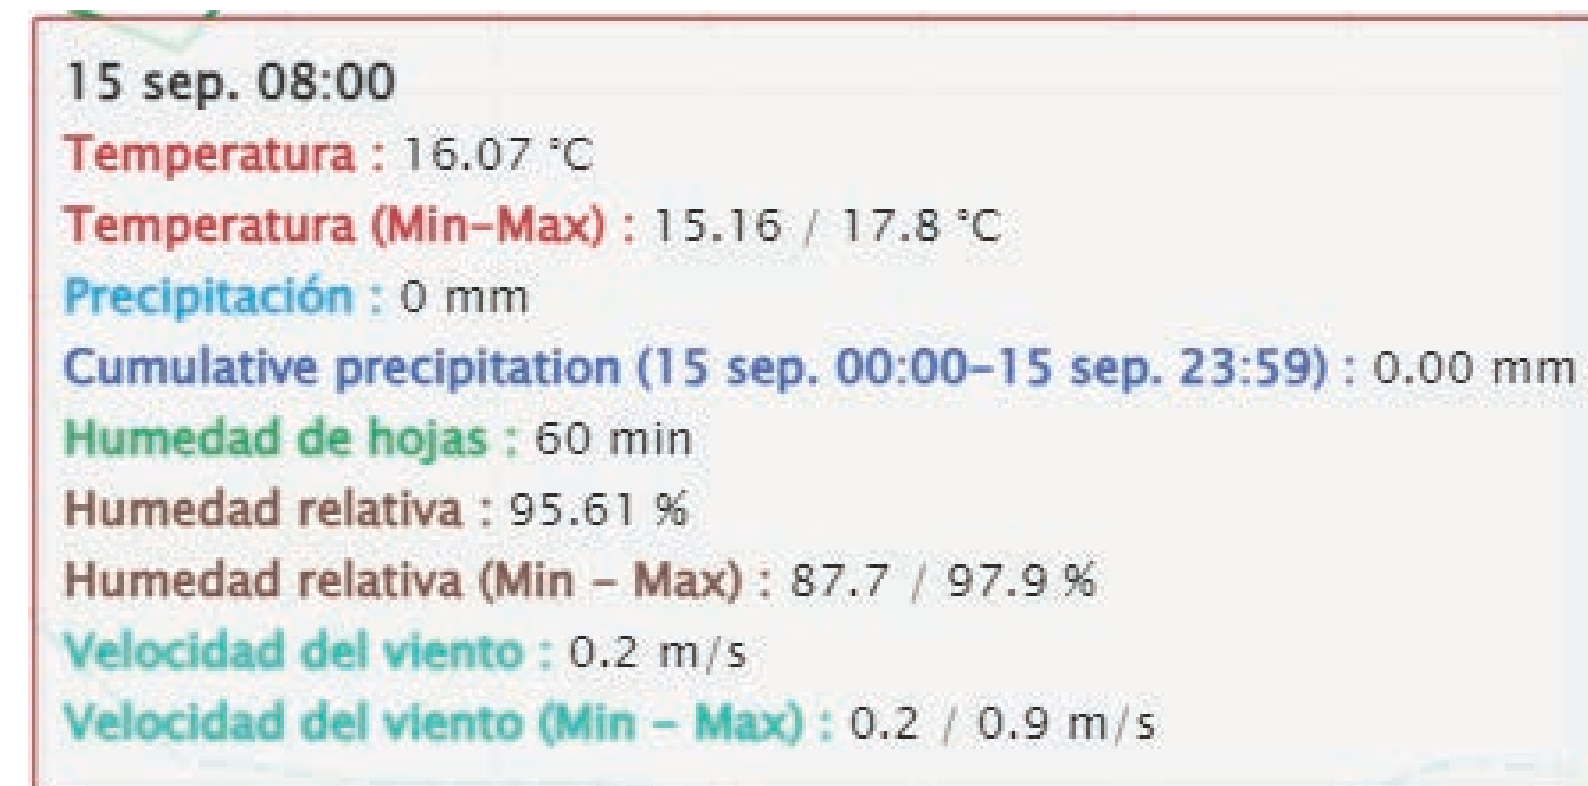 15 sep. 08:00
Temperatura : 16.07 °C
Temperatura (Min-Max) : 15.16 / 17.8 °C
Precipitación : 0 mm
Cumulative precipitation (15 sep. 00:00-15 sep. 23:59) : 0.00 mm
Humedad de hojas : 60 min
Humedad relativa : 95.61 %
Humedad relativa (Min - Max) : 87.7 / 97.9 %
Velocidad del viento : 0.2 m/s
Velocidad del viento (Min - Max) : 0.2 / 0.9 m/s